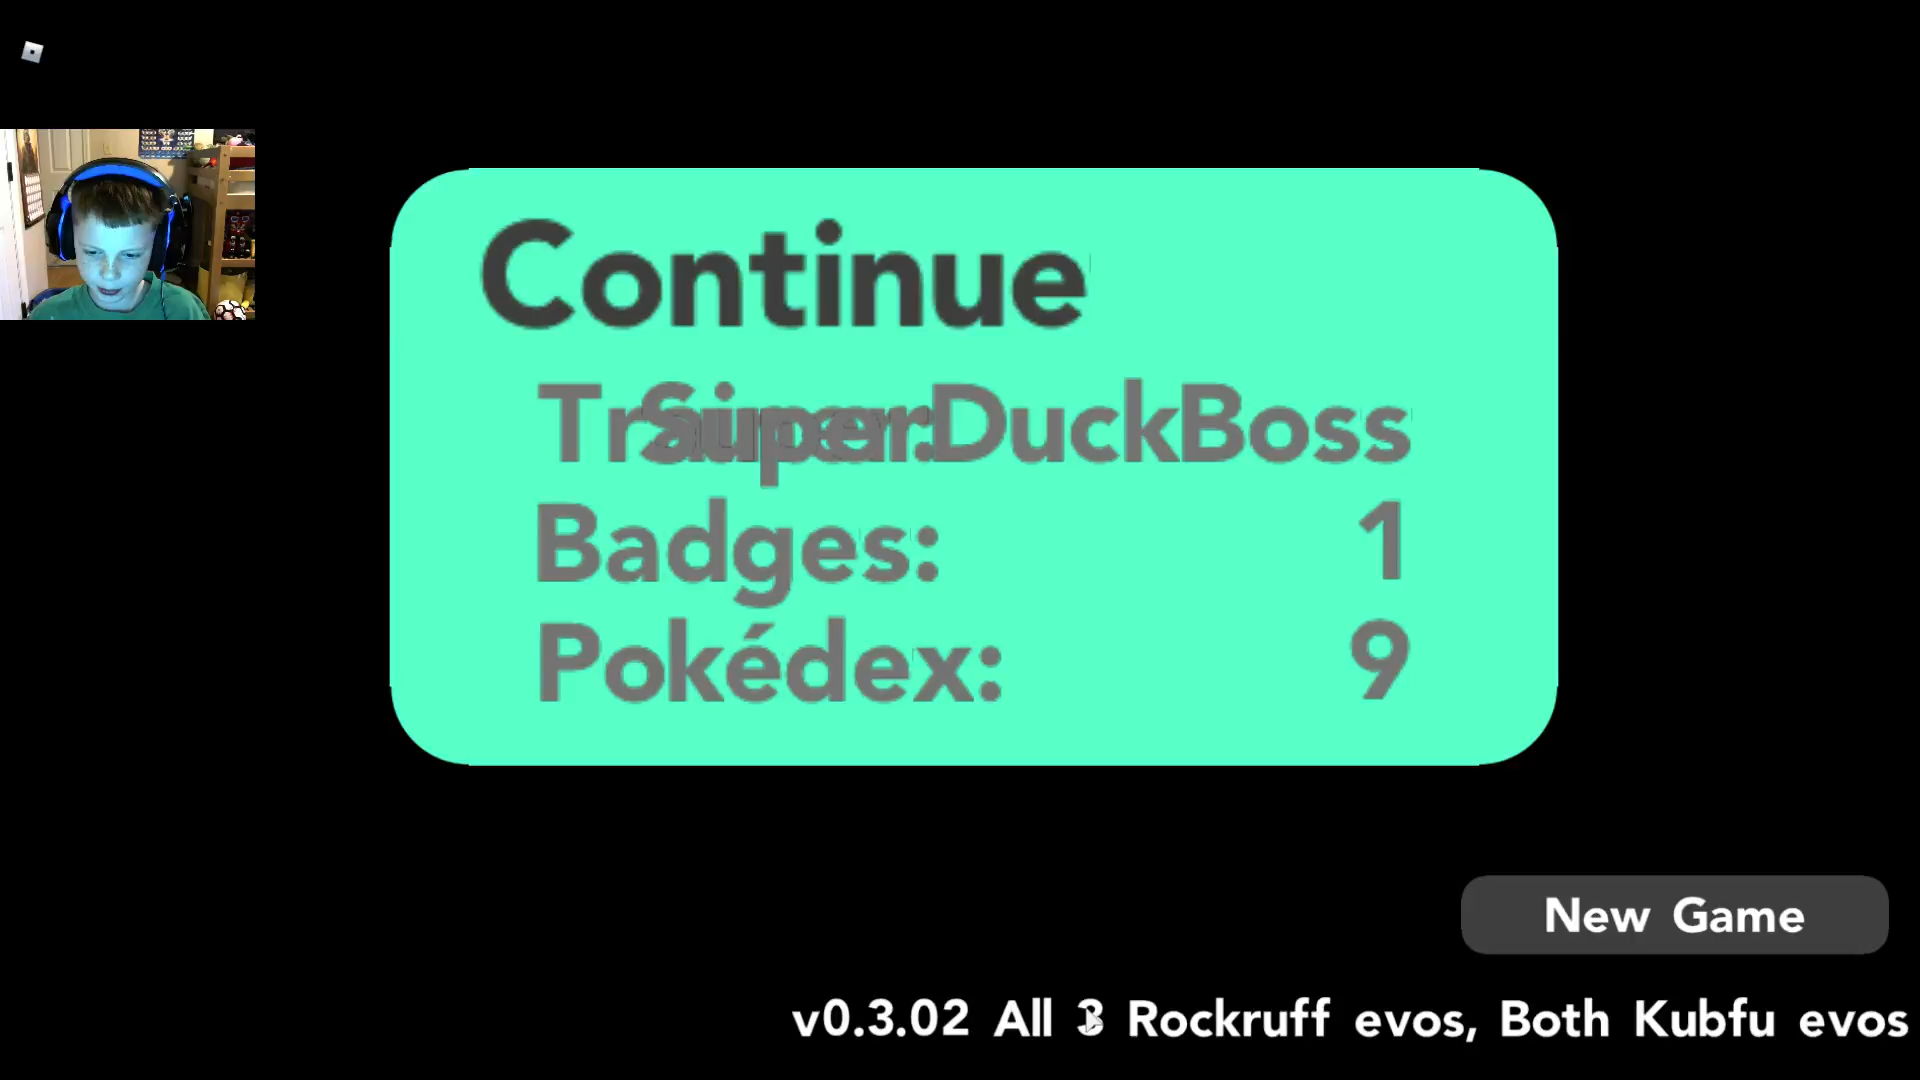 Continue
Trainer: SuperDuckBoss
Badges: 1
Pokédex: 9
New Game
v0.3.02 All 3 Rockruff evos, Both Kubfu evos